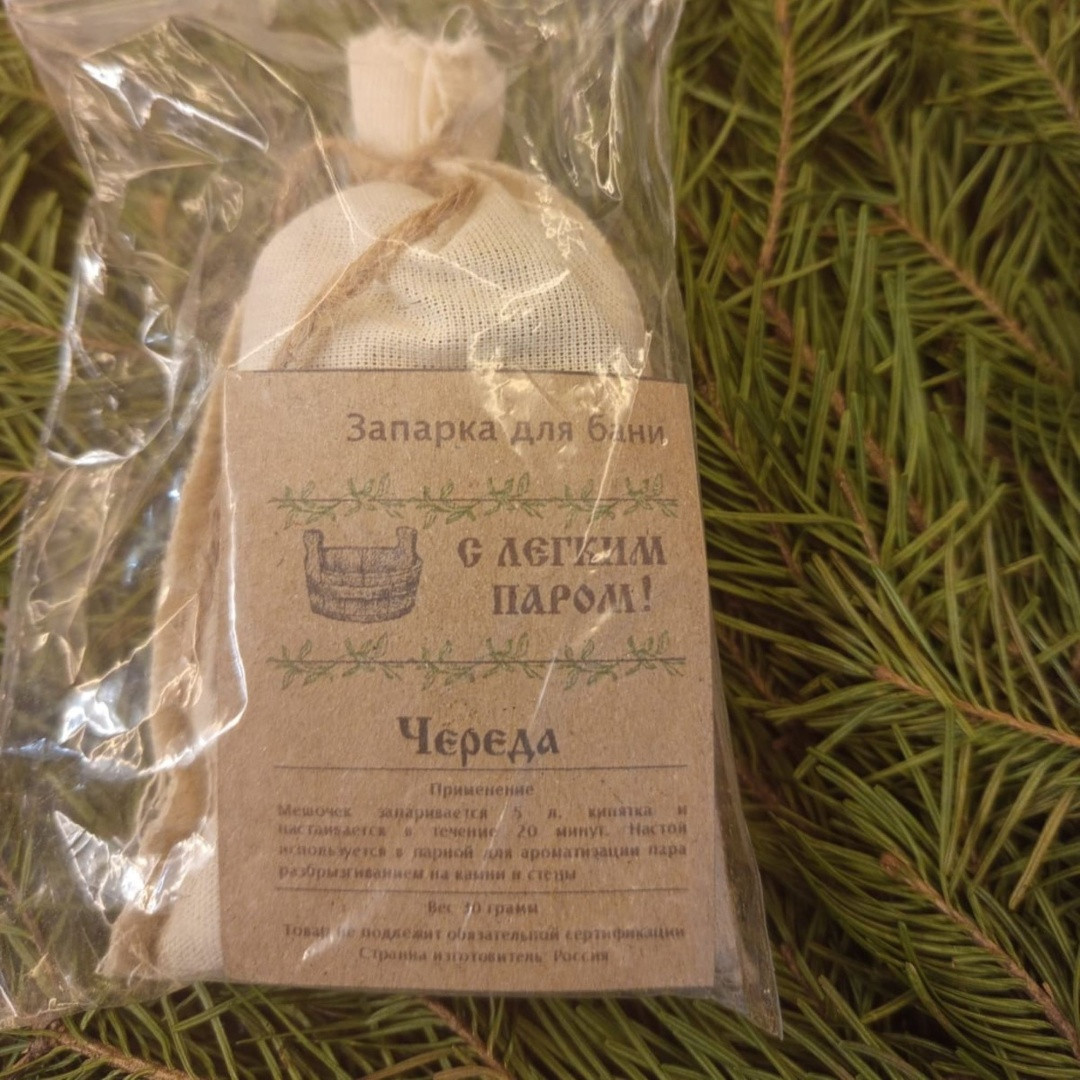 Запарка для бани
С ЛЕГКИМ
ПАРОМ!
Череда
Применение
Мешочек запаривается 5 л. кипятка и
настаивается в течение 20 минут. Настой
используется в парной для ароматизации пара
разбрызгиванием на камни и стены
Вес 30 грамм
Товар не подлежит обязательной сертификации
Страна изготовитель Россия